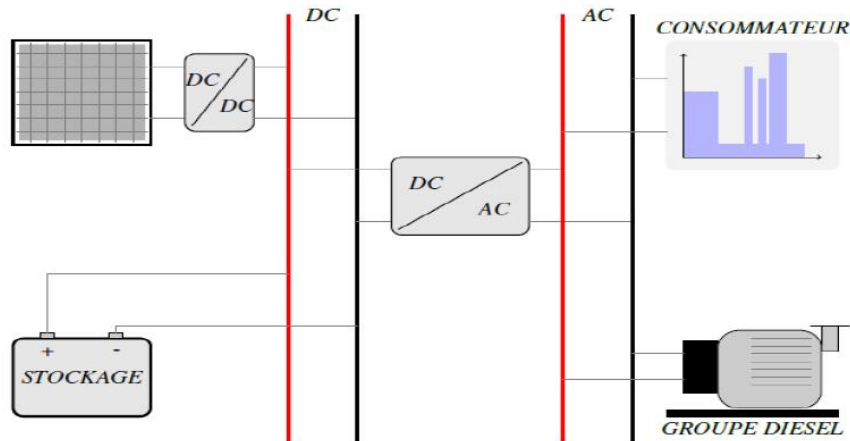 DC
AC
CONSOMMATEUR
DC
DC
DC
AC
+ -
STOCKAGE
GROUPE DIESEL